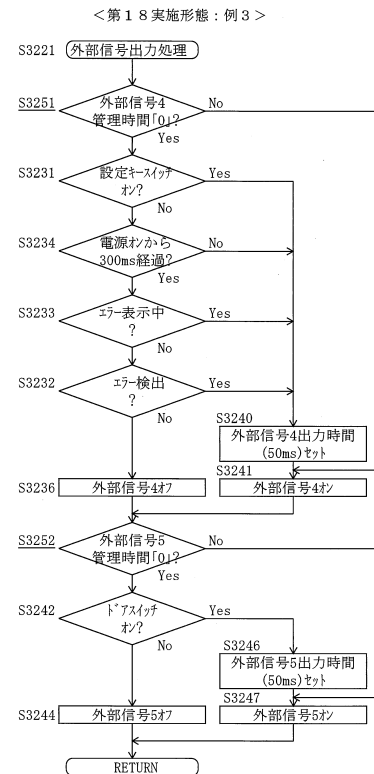 ＜第１８実施形態：例３＞
S3221 外部信号出力処理
S3251 外部信号4
管理時間｢0｣?
No
Yes
S3231 設定キースイッチ
オン?
Yes
No
S3234 電源オンから
300ms経過?
No
Yes
S3233 エラー表示中
?
Yes
No
S3232 エラー検出
?
Yes
No
S3240
外部信号4出力時間
(50ms)セット
S3241
S3236 外部信号4オフ
外部信号4オン
S3252 外部信号5
管理時間｢0｣?
No
Yes
S3242 ドアスイッチ
オン?
Yes
No
S3246
外部信号5出力時間
(50ms)セット
S3247
S3244 外部信号5オフ
外部信号5オン
RETURN